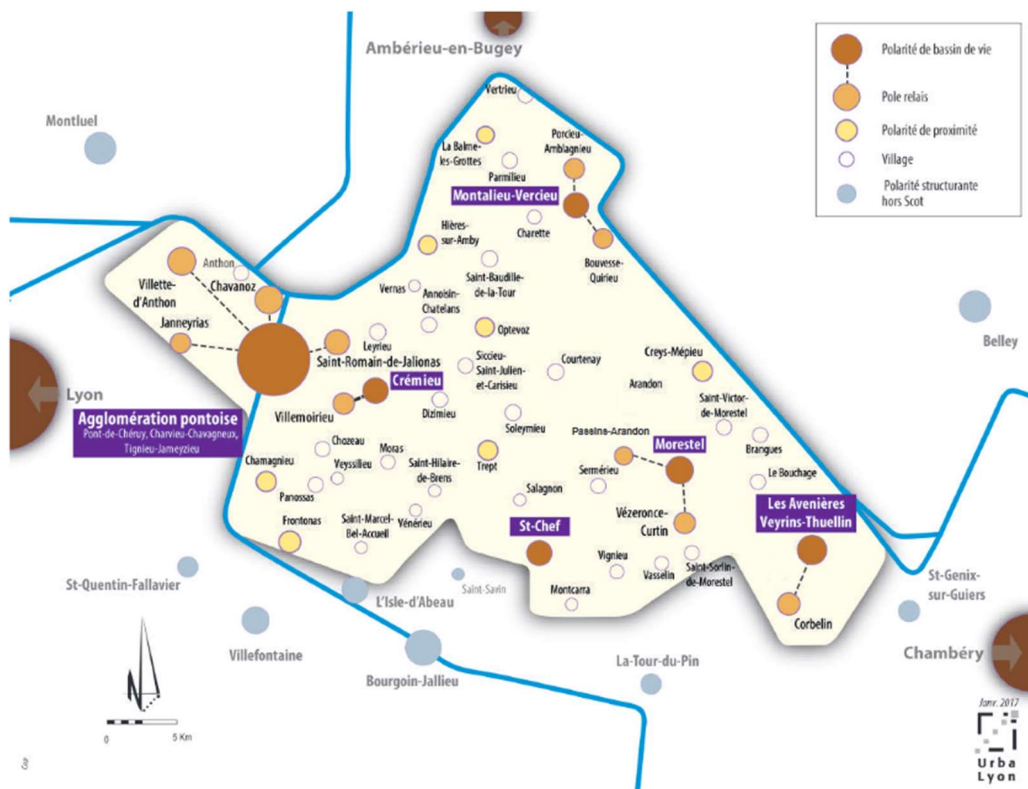 Ambérieu-en-Bugey
Polarité de bassin de vie
Pole relais
Polarité de proximité
Village
Polarité structurante
hors Scot
Montluel
Vertrieu
La Balme-
les-Grottes
Porcieu-
Amblagnieu
Parmilieu
Montalieu-Vercieu
Charette
Hières-
sur-Amby
Bouvesse-
Quirieu
Saint-Baudille-
de-la-Tour
Anthon
Chavanoz
Villette-
d'Anthon
Vernas
Annoisin-
Chatelans
Janneyrias
Optevoz
Leyrieu
Saint-Romain-de-Jalionas
Siccieu-
Saint-Julien-
et-Carisieu
Courtenay
Creys-Mépieu
Belley
Arandon
Saint-Victor-
de-Morestel
Lyon
Crémieu
Villemoirieu
Dizimieu
Soleymieu
Agglomération pontoise
Pont-de-Chéruy, Charvieu-Chavagneux,
Tignieu-Jameyzieu
Chozeau
Moras
Veyssilieu
Passins-Arandon
Morestel
Brangues
Chamagnieu
Panossas
Saint-Hilaire-
de-Brens
Trept
Sermérieu
Le Bouchage
Salagnon
Frontonas
Saint-Marcel-
Bel-Accueil
Vénérieu
St-Chef
Vézeronce-
Curtin
Les Avenières
Veyrins-Thuellin
Vignieu
Vasselin
Saint-Sorlin-
de-Morestel
Montcarra
Corbelin
St-Quentin-Fallavier
L'Isle-d'Abeau
Saint-Savin
St-Genix-
sur-Guiers
Villefontaine
Bourgoin-Jallieu
La-Tour-du-Pin
Chambéry
N
0 5 Km
Janv. 2017
Urba
Lyon